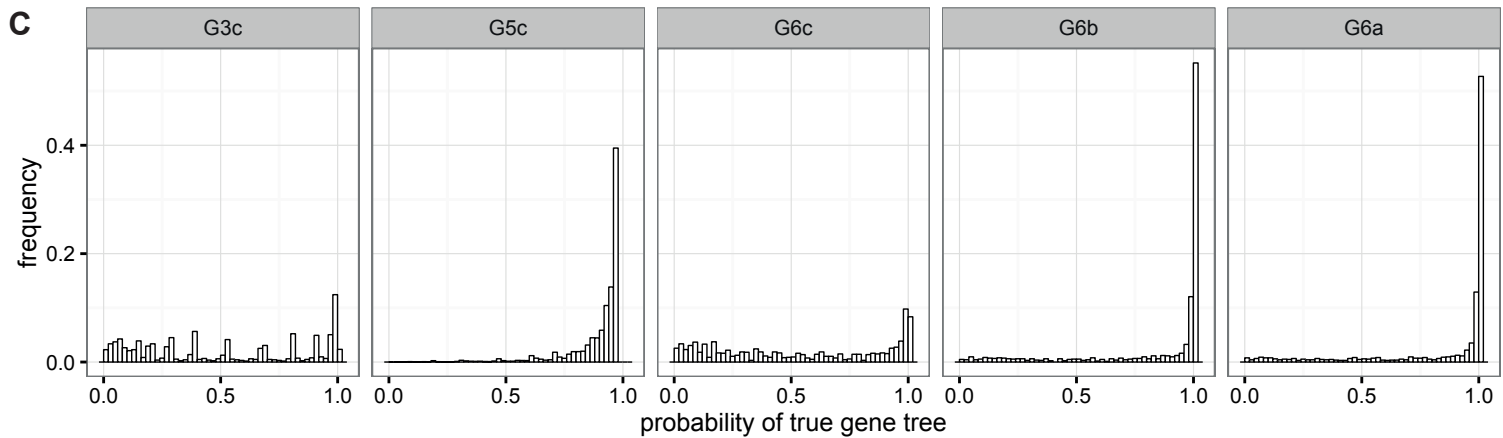 C
G3c G5c G6c G6b G6a
frequency
0.4
0.2
0.0
0.0 0.5 1.0 0.0 0.5 1.0 0.0 0.5 1.0 0.0 0.5 1.0 0.0 0.5 1.0
probability of true gene tree